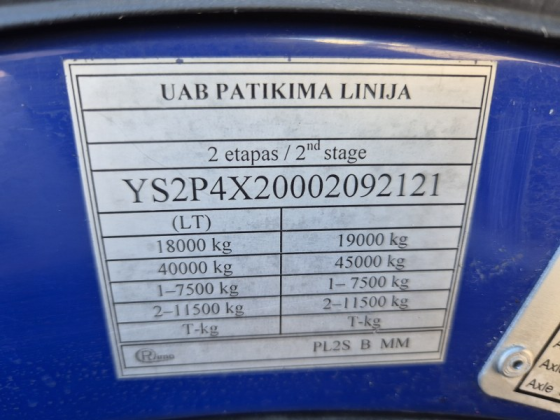 UAB PATIKIMA LINIJA
2 etapas / 2nd stage
YS2P4X20002092121
(LT)
18000 kg 19000 kg
40000 kg 45000 kg
1–7500 kg 1– 7500 kg
2–11500 kg 2–11500 kg
T-kg T-kg
PL2S B MM
Axle